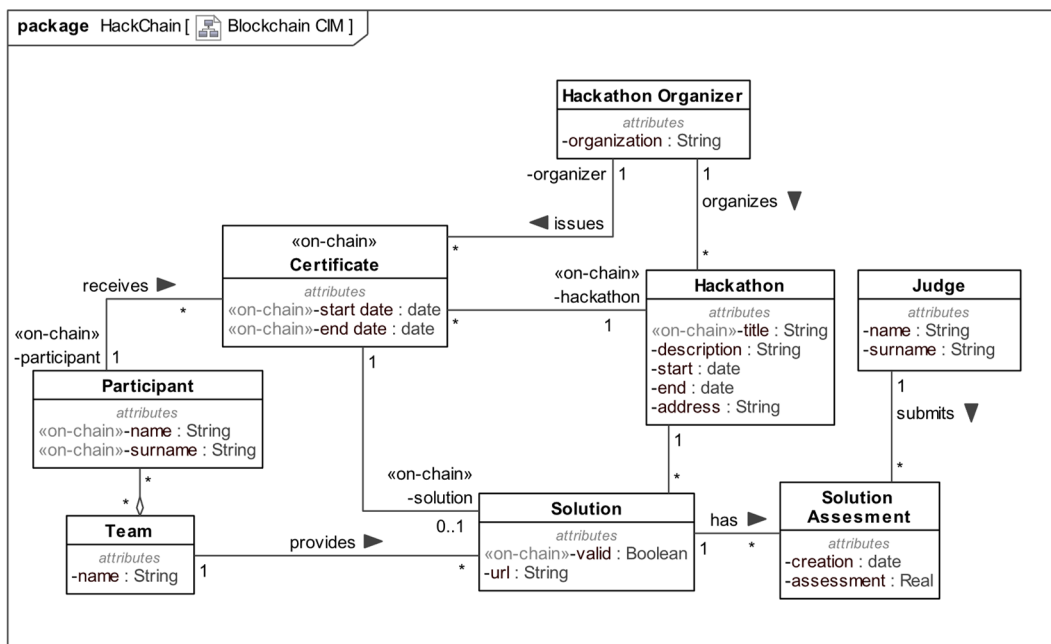 package HackChain [ Blockchain CIM ]
Hackathon Organizer
attributes
-organization : String
-organizer
1
1
issues
organizes
*
*
«on-chain»
Certificate
attributes
«on-chain»-start date : date
«on-chain»-end date : date
receives
*
«on-chain»
-participant
1
«on-chain»
-hackathon
*
1
1
Hackathon
attributes
«on-chain»-title : String
-description : String
-start : date
-end : date
-address : String
1
*
Judge
attributes
-name : String
-surname : String
1
submits
*
Participant
attributes
«on-chain»-name : String
«on-chain»-surname : String
*
*
Team
attributes
-name : String
1
provides
*
«on-chain»
-solution
0..1
Solution
attributes
«on-chain»-valid : Boolean
-url : String
has
1
*
Solution
Assesment
attributes
-creation : date
-assessment : Real